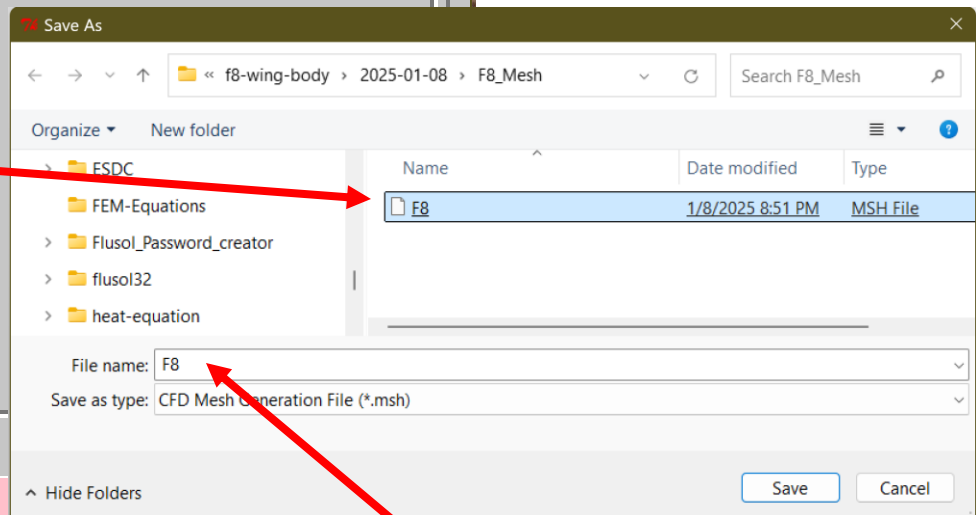 Save As
« f8-wing-body › 2025-01-08 › F8_Mesh
Search F8_Mesh
Organize
New folder
Name
Date modified
Type
ESDC
FEM-Equations
Flusol_Password_creator
flusol32
heat-equation
F8
1/8/2025 8:51 PM
MSH File
File name: F8
Save as type: CFD Mesh Generation File (*.msh)
Hide Folders
Save
Cancel